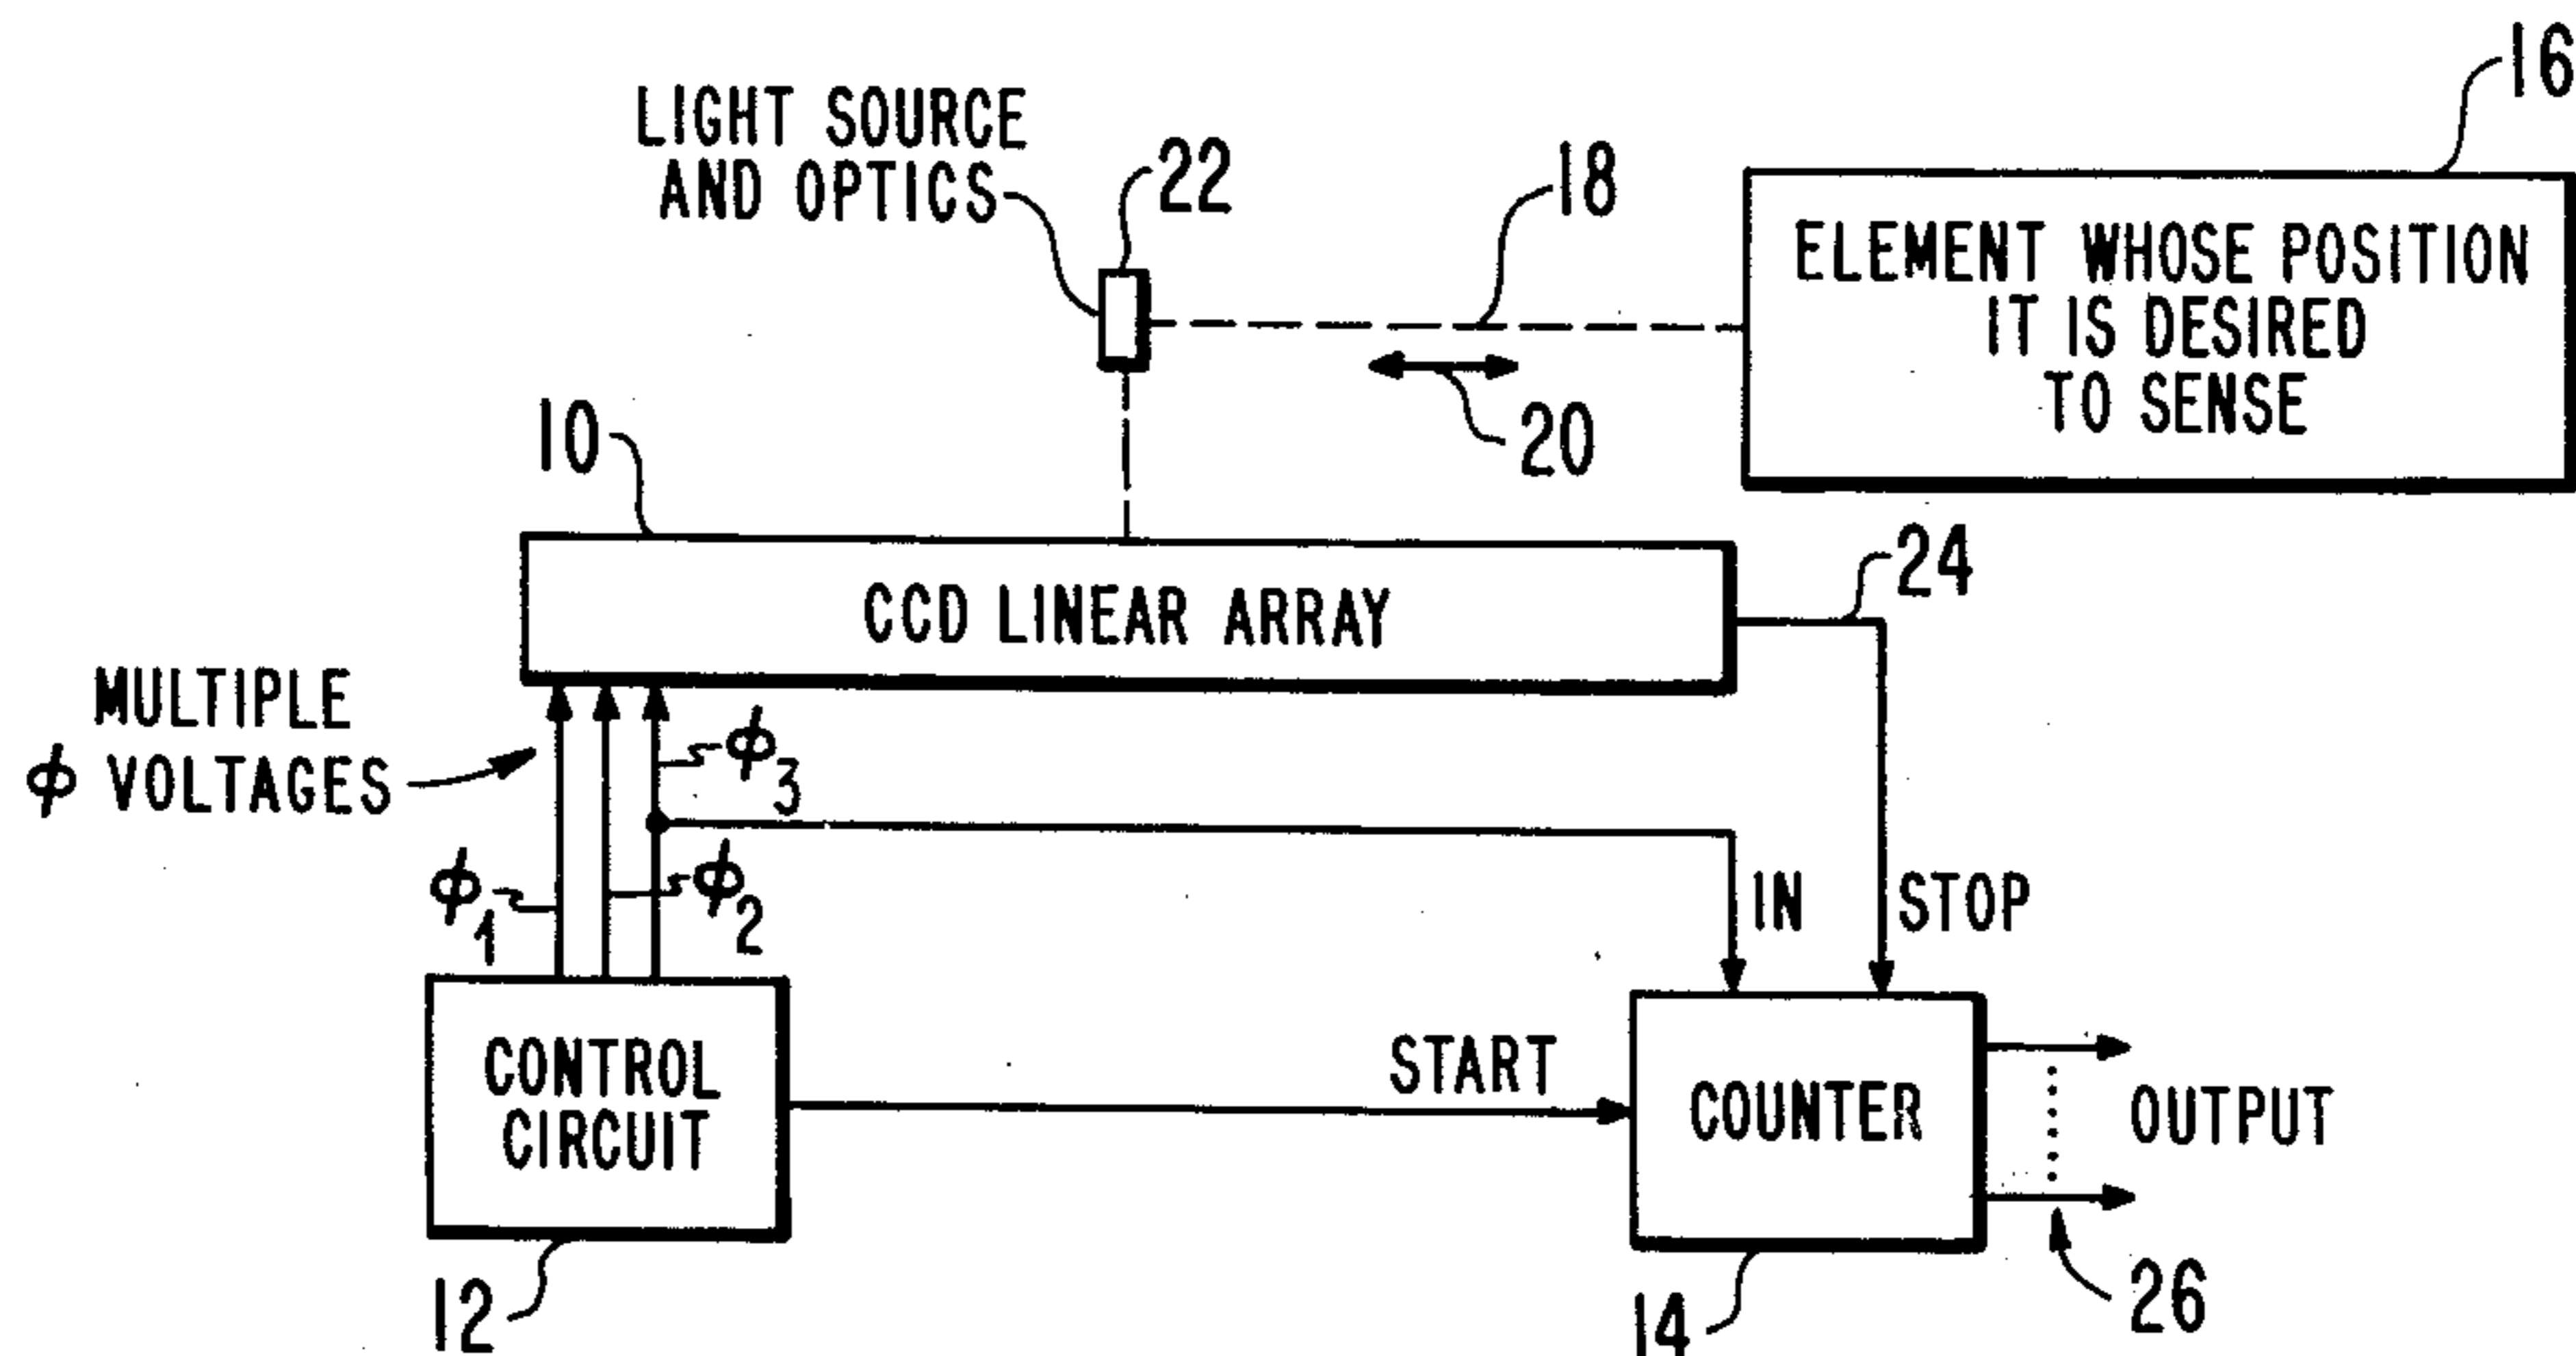 16
LIGHT SOURCE
AND OPTICS
22
18
ELEMENT WHOSE POSITION
IT IS DESIRED
TO SENSE
20
10
CCD LINEAR ARRAY
24
MULTIPLE
ϕ VOLTAGES
ϕ3
ϕ1
ϕ2
IN
STOP
CONTROL
CIRCUIT
START
COUNTER
OUTPUT
12
14
26